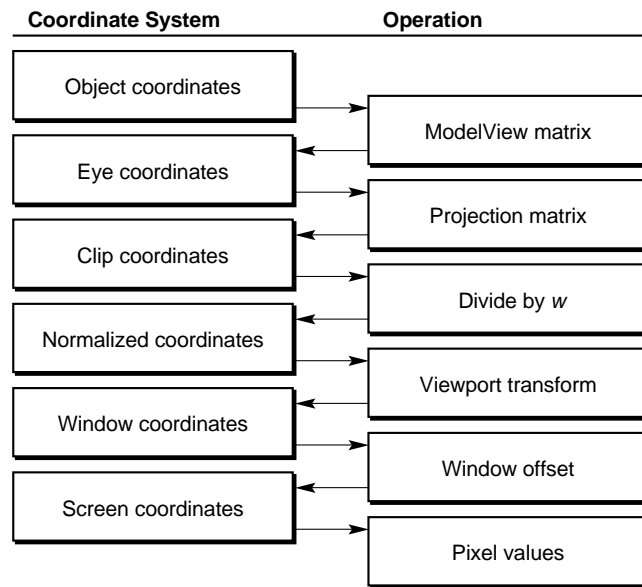 Coordinate System Operation
Object coordinates
ModelView matrix
Eye coordinates
Projection matrix
Clip coordinates
Divide by w
Normalized coordinates
Viewport transform
Window coordinates
Window offset
Screen coordinates
Pixel values